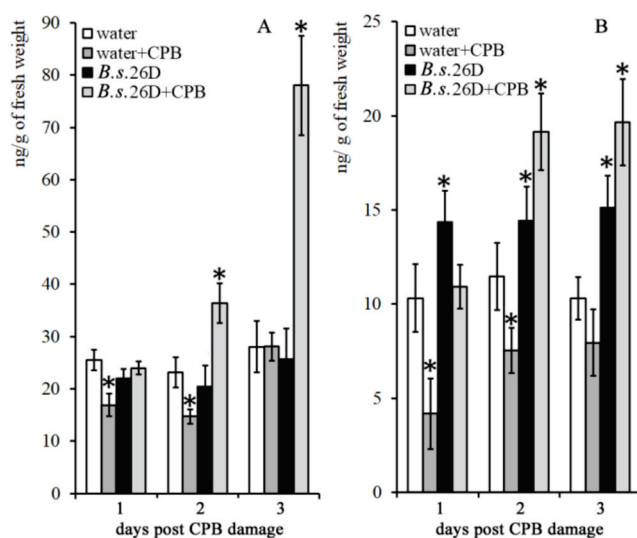 A
ng/g of fresh weight
90
80
70
60
50
40
30
20
10
0
water
water+CPB
B.s.26D
B.s.26D+CPB
*
*
*
*
1
2
3
days post CPB damage
B
ng/ g of fresh weight
25
20
15
10
5
0
water
water+CPB
B.s.26D
B.s.26D+CPB
*
*
*
*
*
*
*
1
2
3
days post CPB damage